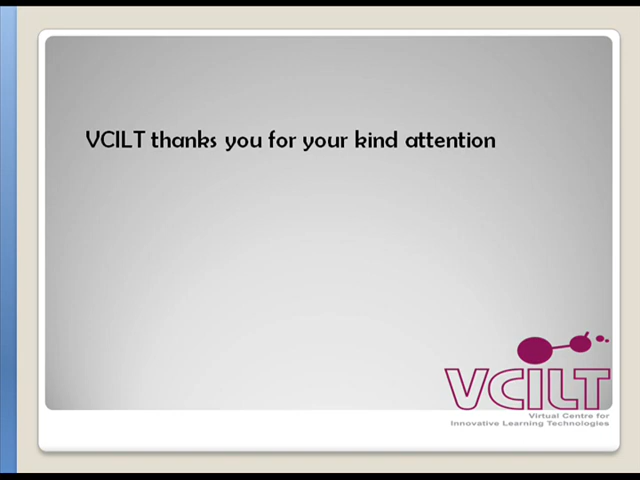 VCILT thanks you for your kind attention
VCILT
Virtual Centre for
Innovative Learning Technologies